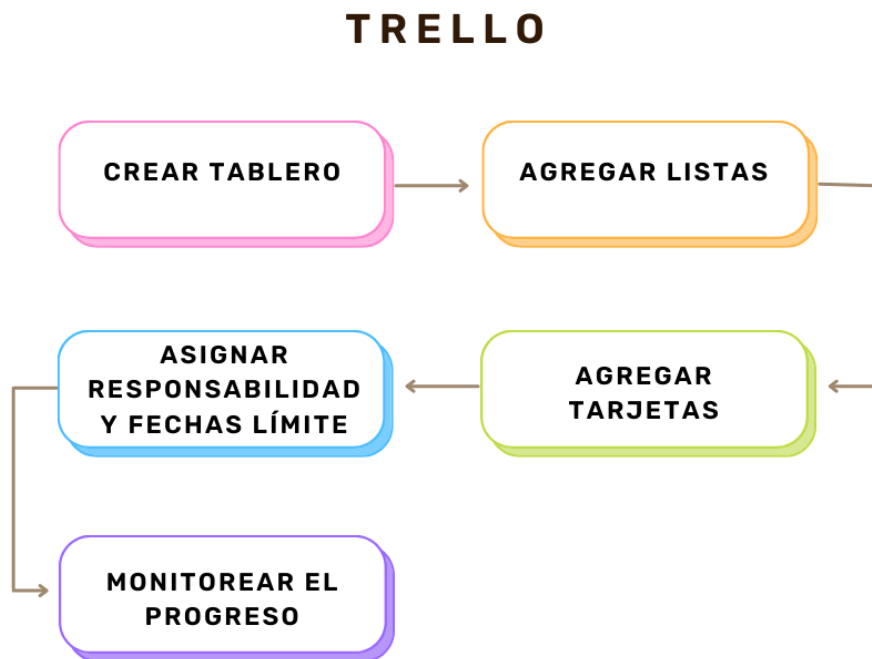 TRELLO
CREAR TABLERO
AGREGAR LISTAS
AGREGAR
TARJETAS
ASIGNAR
RESPONSABILIDAD
Y FECHAS LÍMITE
MONITOREAR EL
PROGRESO